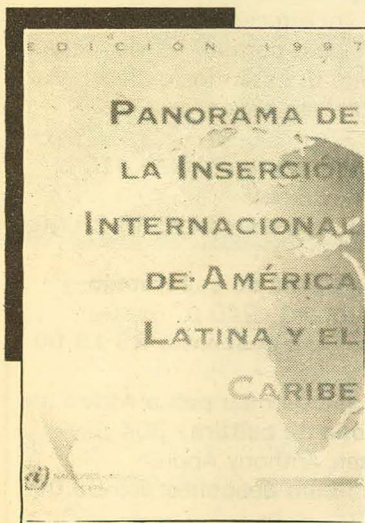 EDICIÓN 1997
PANORAMA DE
LA INSERCIÓN
INTERNACIONAL
DE AMÉRICA
LATINA Y EL
CARIBE